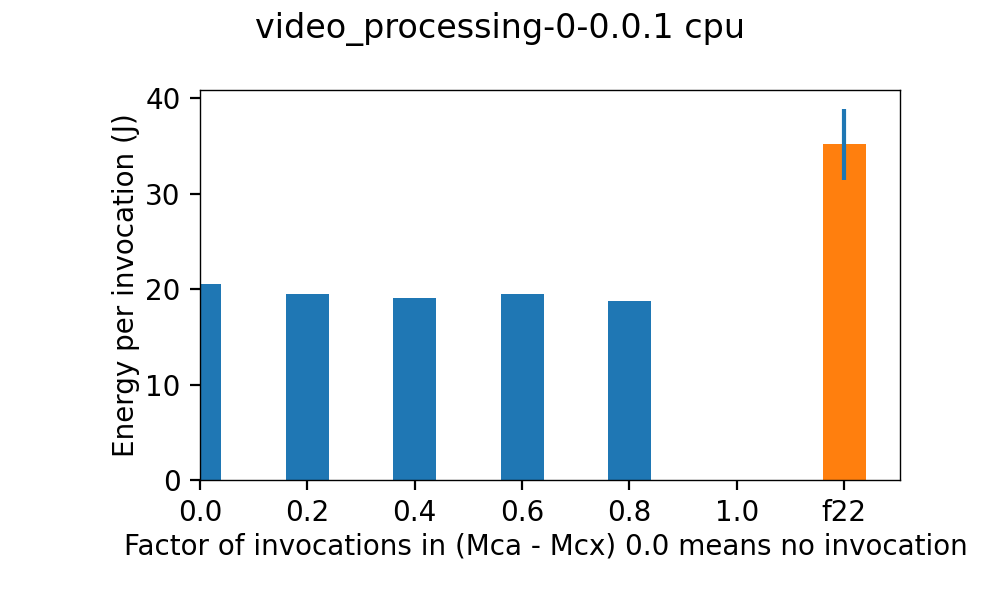 video_processing-0-0.0.1 cpu
Energy per invocation (J)
40
30
20
10
0
0.0 0.2 0.4 0.6 0.8 1.0 f22
Factor of invocations in (Mca - Mcx) 0.0 means no invocation